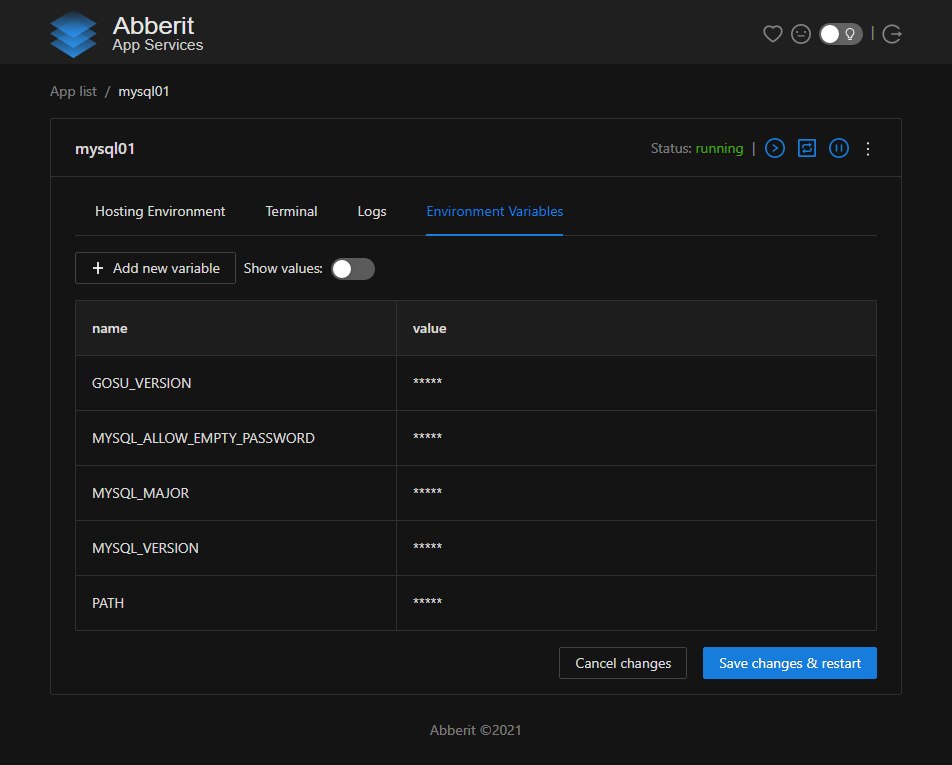 Abberit
App Services
App list / mysql01
mysql01
Status: running |
Hosting Environment Terminal Logs Environment Variables
+ Add new variable Show values:
name value
GOSU_VERSION *****
MYSQL_ALLOW_EMPTY_PASSWORD *****
MYSQL_MAJOR *****
MYSQL_VERSION *****
PATH *****
Cancel changes Save changes & restart
Abberit ©2021